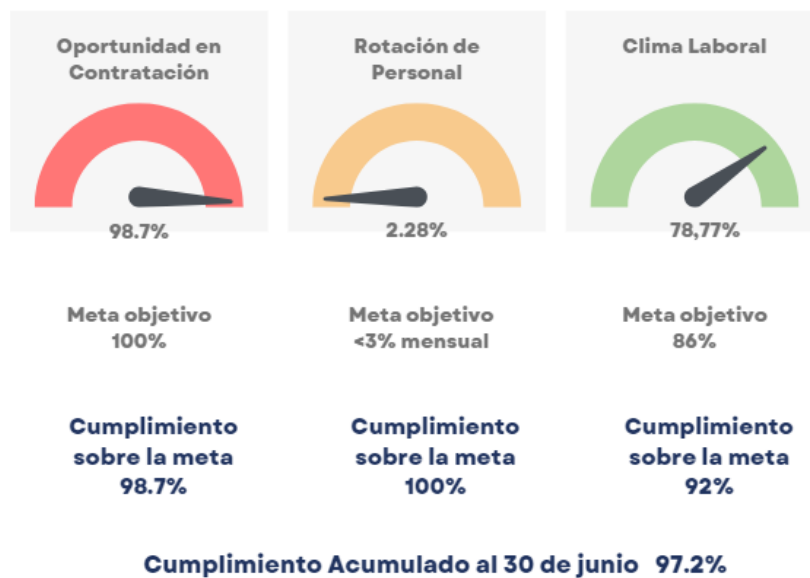 Oportunidad en
Contratación
98.7%
Meta objetivo
100%
Cumplimiento
sobre la meta
98.7%
Rotación de
Personal
2.28%
Meta objetivo
<3% mensual
Cumplimiento
sobre la meta
100%
Clima Laboral
78,77%
Meta objetivo
86%
Cumplimiento
sobre la meta
92%
Cumplimiento Acumulado al 30 de junio 97.2%